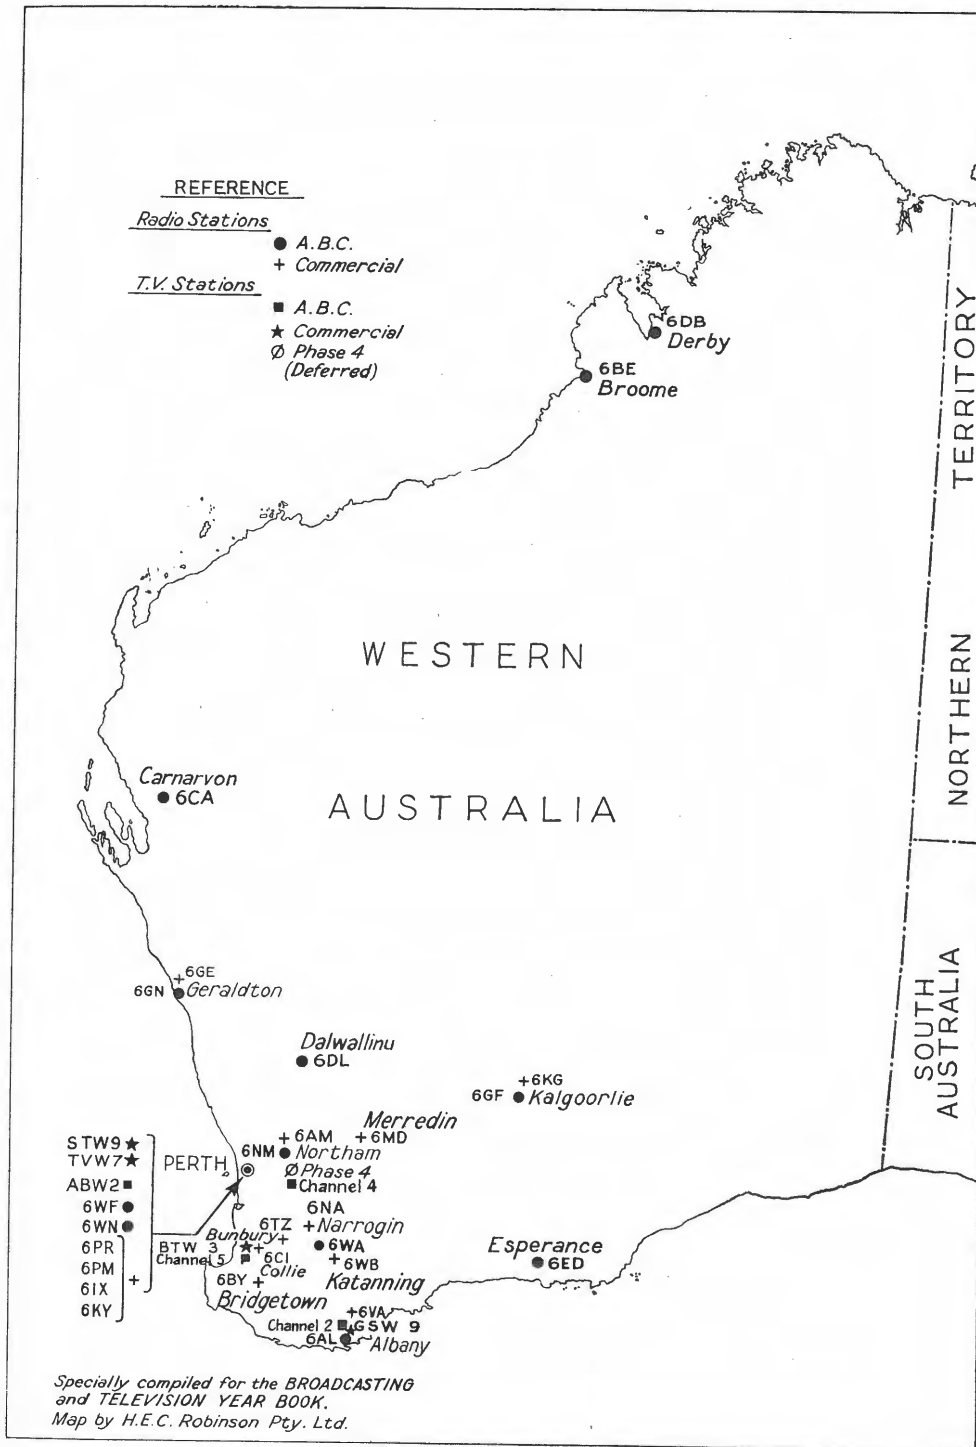 REFERENCE
Radio Stations
● A.B.C.
+ Commercial
T.V. Stations
■ A.B.C.
★ Commercial
Ø Phase 4
(Deferred)
6DB
Derby
6BE
Broome
NORTHERN TERRITORY
WESTERN
AUSTRALIA
Carnarvon
6CA
SOUTH
AUSTRALIA
6GE
6GN Geraldton
Dalwallinu
6DL
+6KG
6GF Kalgoorlie
Merredin
+6AM +6MD
6NM Northam
Ø Phase 4
■ Channel 4
STW9 ★
TVW7 ★
ABW2 ■
6WF ●
6WN ●
6PR
6PM
6IX
6KY
+
PERTH
BTW 3
Channel 5
6NA
6TZ + Narrogin
Bunbury +
6WA
6CI
Collie
+ 6WB
Katanning
6BY +
Bridgetown
Esperance
6ED
+6VA
Channel 2 ■ GSW 9
6AL Albany
Specially compiled for the BROADCASTING
and TELEVISION YEAR BOOK.
Map by H.E.C. Robinson Pty. Ltd.